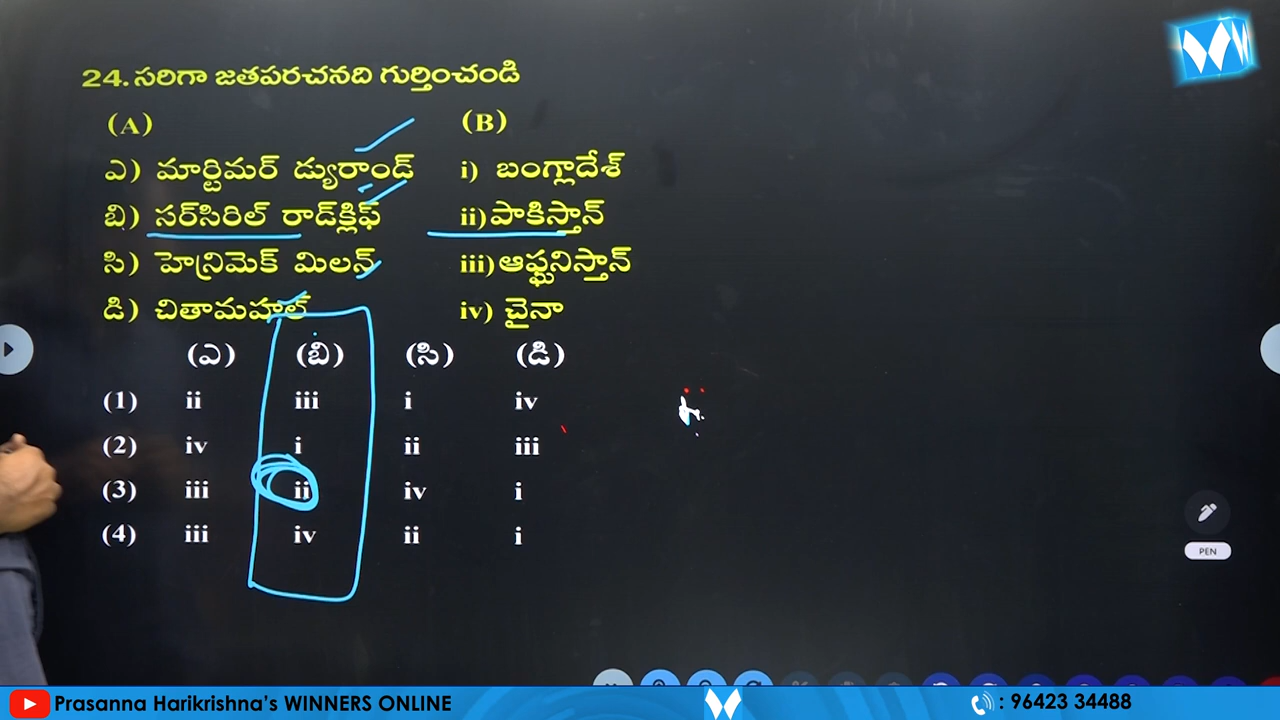 24. సరిగా జతపరచనది గుర్తించండి
(A) (B)
ఎ) మార్టిమర్ డ్యురాండ్ i) బంగ్లాదేశ్
బి) సర్‌సిరిల్ రాడ్‌క్లిఫ్ ii) పాకిస్తాన్
సి) హెన్రిమెక్ మిలన్ iii) ఆఫ్ఘనిస్తాన్
డి) చితామహల్ iv) చైనా
(ఎ) (బి) (సి) (డి)
(1) ii iii i iv
(2) iv i ii iii
(3) iii ii iv i
(4) iii iv ii i
PEN
Prasanna Harikrishna's WINNERS ONLINE : 96423 34488